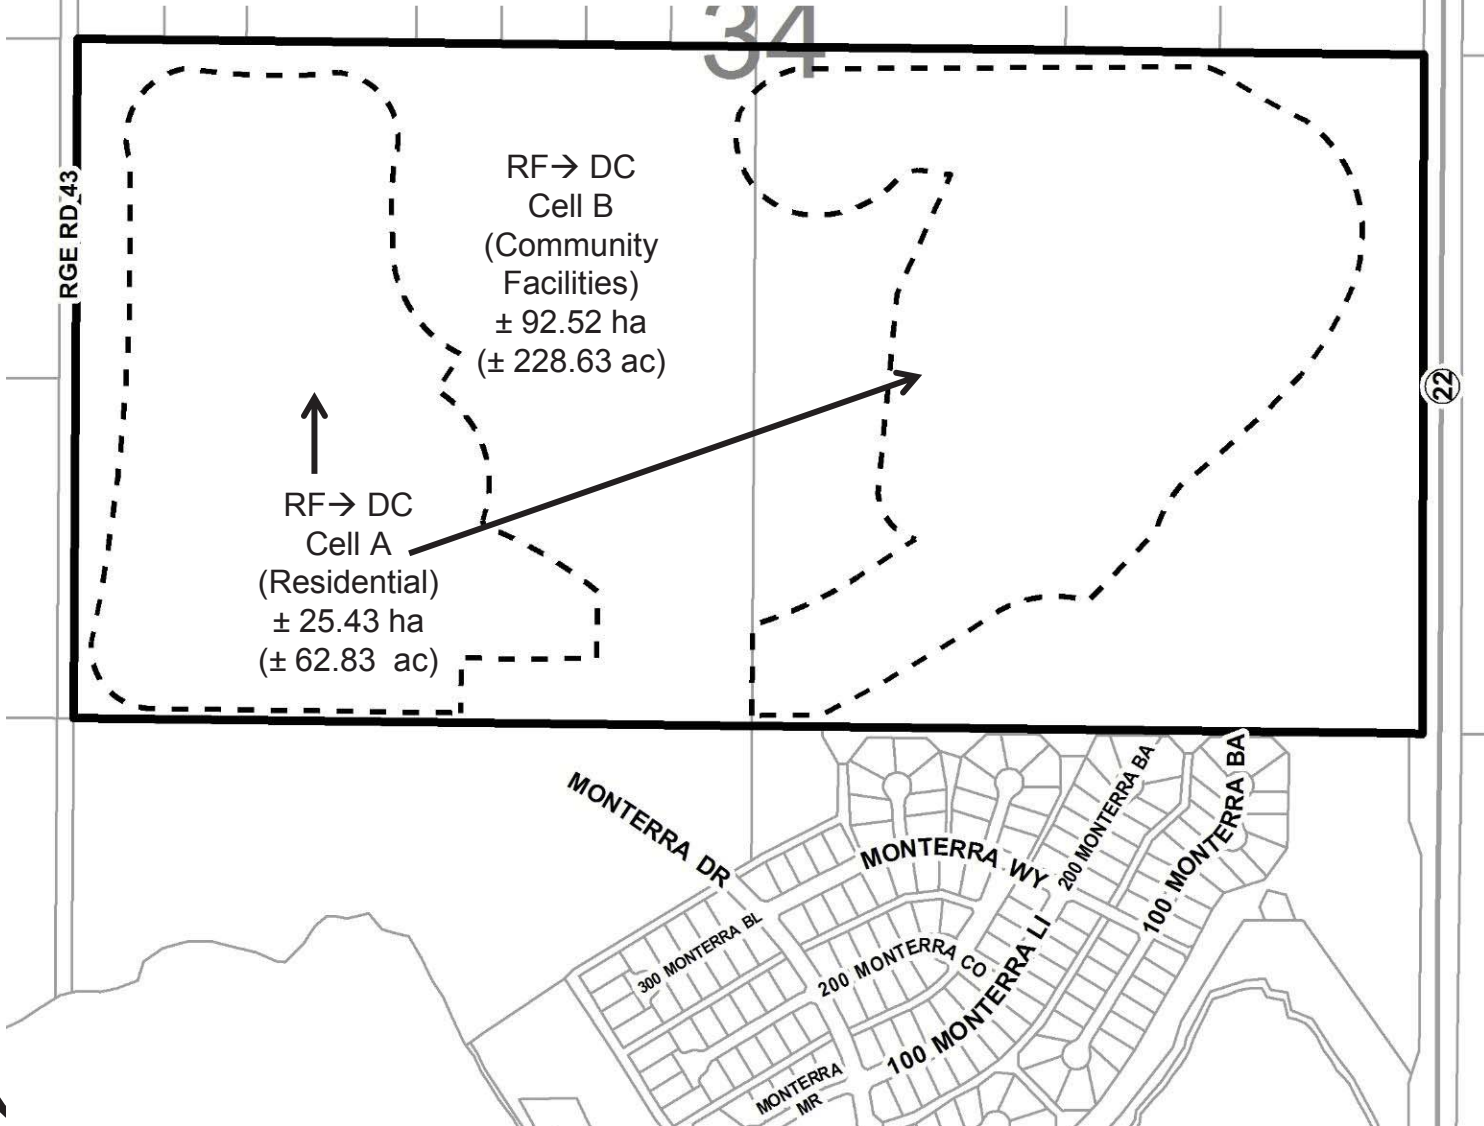 34
RGE RD 43
RF→ DC
Cell B
(Community
Facilities)
± 92.52 ha
(± 228.63 ac)
22
RF→ DC
Cell A
(Residential)
± 25.43 ha
(± 62.83 ac)
MONTERRA DR
MONTERRA WY
200 MONTERRA BA
100 MONTERRA BA
300 MONTERRA BL
200 MONTERRA CO
100 MONTERRA LI
MONTERRA
MR